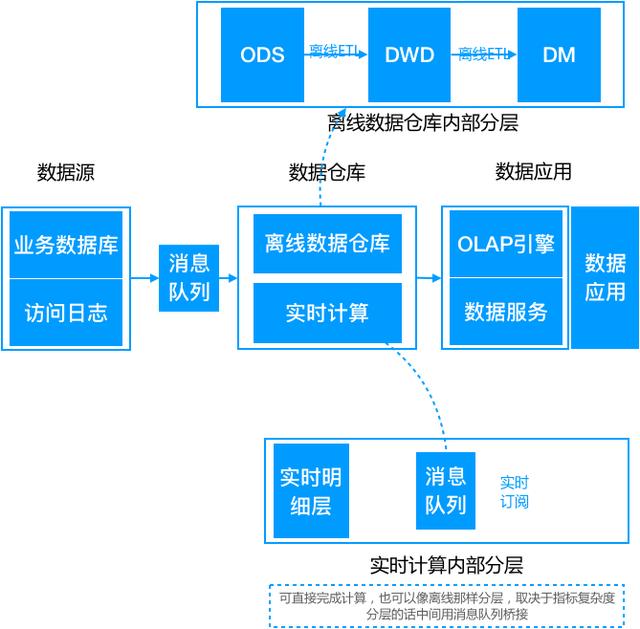 ODS
离线ETL
DWD
离线ETL
DM
离线数据仓库内部分层
数据源
数据仓库
数据应用
业务数据库
访问日志
消息
队列
离线数据仓库
实时计算
OLAP引擎
数据服务
数据
应用
实时明
细层
消息
队列
实时
订阅
实时计算内部分层
可直接完成计算，也可以像离线那样分层，取决于指标复杂度
分层的话中间用消息队列桥接